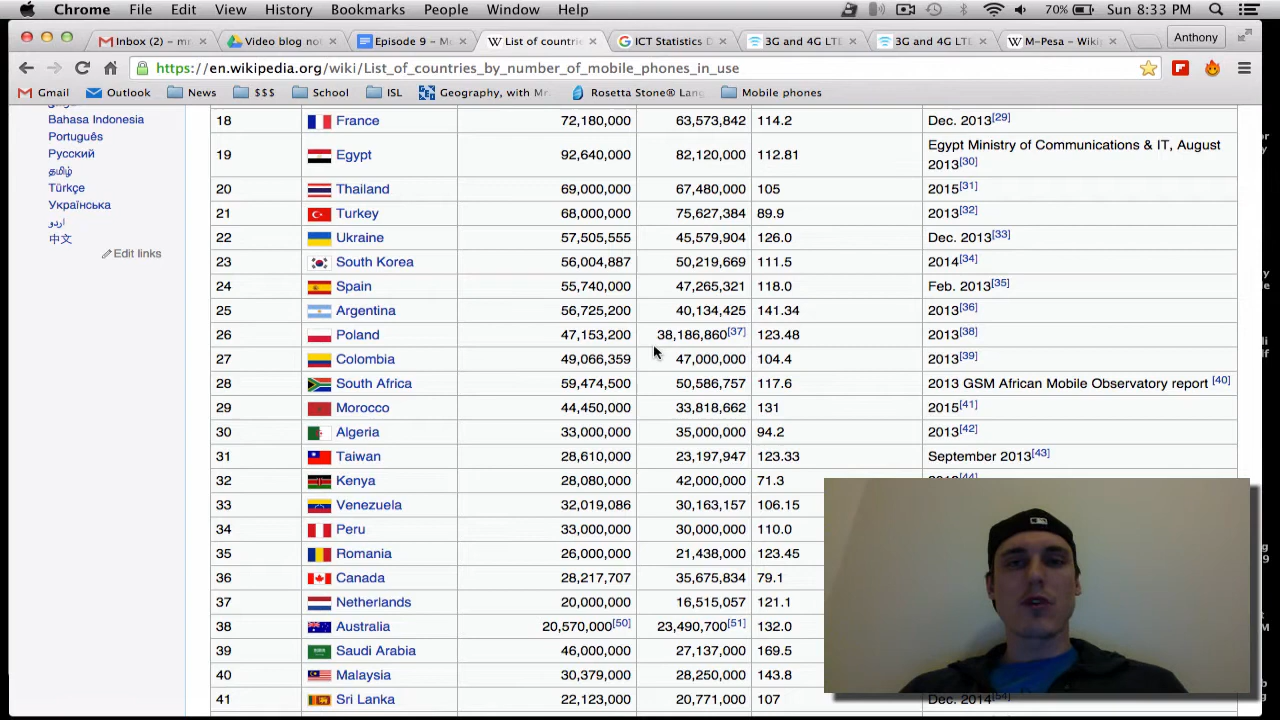 Chrome File Edit View History Bookmarks People Window Help 70% Sun 8:33 PM
Inbox (2) – m
Video blog no
Episode 9 – M
List of countri
ICT Statistics D
3G and 4G LTE
3G and 4G LTE
M-Pesa – Wiki
Anthony
https://en.wikipedia.org/wiki/List_of_countries_by_number_of_mobile_phones_in_use
Gmail Outlook News $$$ School ISL Geography, with Mr. Rosetta Stone® Lang Mobile phones
Bahasa Indonesia
Português
Русский
தமிழ்
Türkçe
Українська
اردو
中文
Edit links
18 France 72,180,000 63,573,842 114.2 Dec. 2013[29]
19 Egypt 92,640,000 82,120,000 112.81 Egypt Ministry of Communications & IT, August
2013[30]
20 Thailand 69,000,000 67,480,000 105 2015[31]
21 Turkey 68,000,000 75,627,384 89.9 2013[32]
22 Ukraine 57,505,555 45,579,904 126.0 Dec. 2013[33]
23 South Korea 56,004,887 50,219,669 111.5 2014[34]
24 Spain 55,740,000 47,265,321 118.0 Feb. 2013[35]
25 Argentina 56,725,200 40,134,425 141.34 2013[36]
26 Poland 47,153,200 38,186,860[37] 123.48 2013[38]
27 Colombia 49,066,359 47,000,000 104.4 2013[39]
28 South Africa 59,474,500 50,586,757 117.6 2013 GSM African Mobile Observatory report [40]
29 Morocco 44,450,000 33,818,662 131 2015[41]
30 Algeria 33,000,000 35,000,000 94.2 2013[42]
31 Taiwan 28,610,000 23,197,947 123.33 September 2013[43]
32 Kenya 28,080,000 42,000,000 71.3
33 Venezuela 32,019,086 30,163,157 106.15
34 Peru 33,000,000 30,000,000 110.0
35 Romania 26,000,000 21,438,000 123.45
36 Canada 28,217,707 35,675,834 79.1
37 Netherlands 20,000,000 16,515,057 121.1
38 Australia 20,570,000[50] 23,490,700[51] 132.0
39 Saudi Arabia 46,000,000 27,137,000 169.5
40 Malaysia 30,379,000 28,250,000 143.8
41 Sri Lanka 22,123,000 20,771,000 107 Dec. 2014[54]